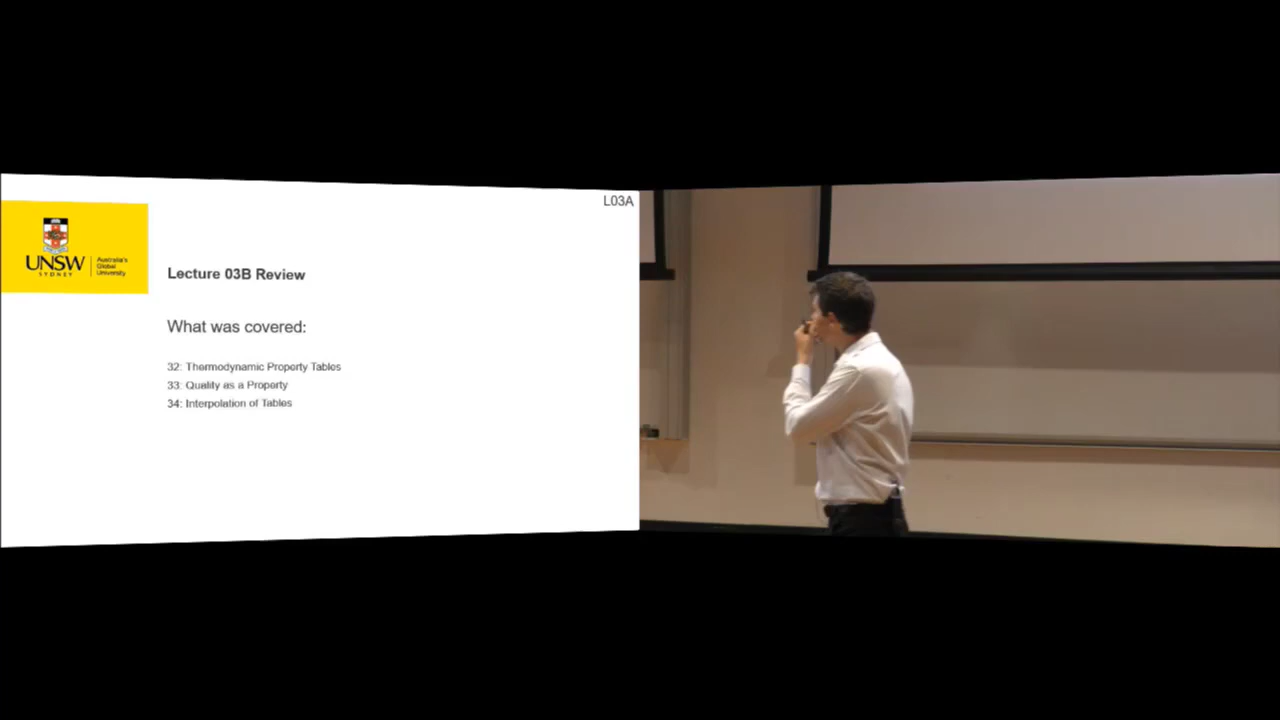 L03A
UNSW
SYDNEY
Australia's
Global
University
Lecture 03B Review
What was covered:
32: Thermodynamic Property Tables
33: Quality as a Property
34: Interpolation of Tables